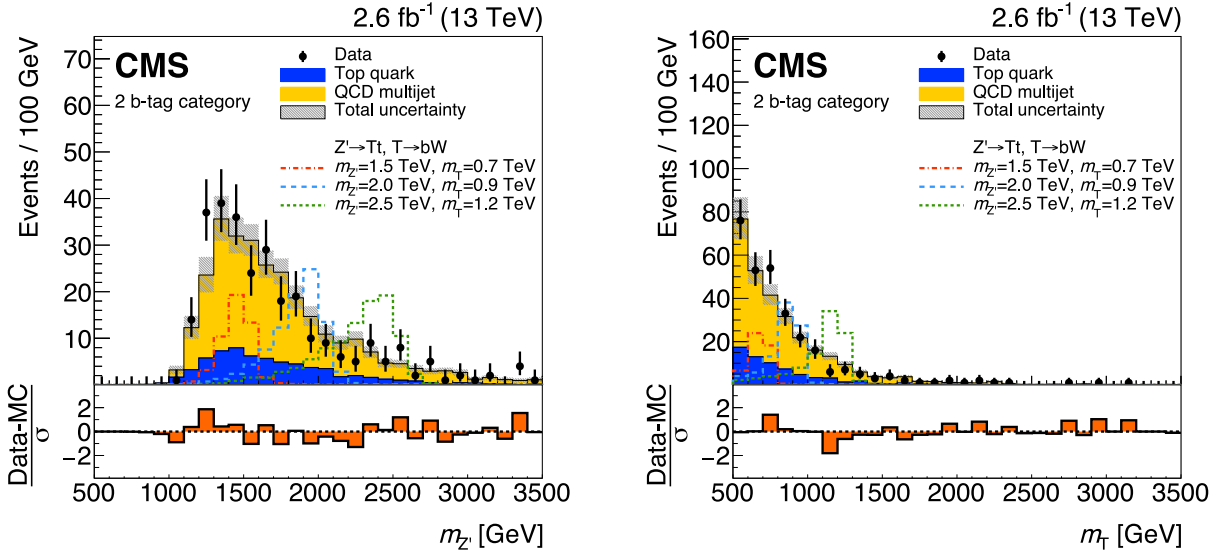 2.6 fb⁻¹ (13 TeV)
Events / 100 GeV
70
60
50
40
30
20
10
CMS
2 b-tag category
Data
Top quark
QCD multijet
Total uncertainty
Z'→Tt, T→bW
m_Z'=1.5 TeV, m_T=0.7
m_Z'=2.0 TeV, m_T=0.9
m_Z'=2.5 TeV, m_T=1.2
Data-MC
σ
2
0
−2
500 1000 1500 2000 2500 3000 3500
m_Z' [GeV]
2.6 fb⁻¹ (13 TeV)
Events / 100 GeV
160
140
120
100
80
60
40
20
CMS
2 b-tag category
Data
Top quark
QCD multijet
Total uncertainty
Z'→Tt, T→bW
m_Z'=1.5 TeV, m_T=0.7
m_Z'=2.0 TeV, m_T=0.9
m_Z'=2.5 TeV, m_T=1.2
Data-MC
σ
2
0
−2
500 1000 1500 2000 2500 3000 3500
m_T [GeV]